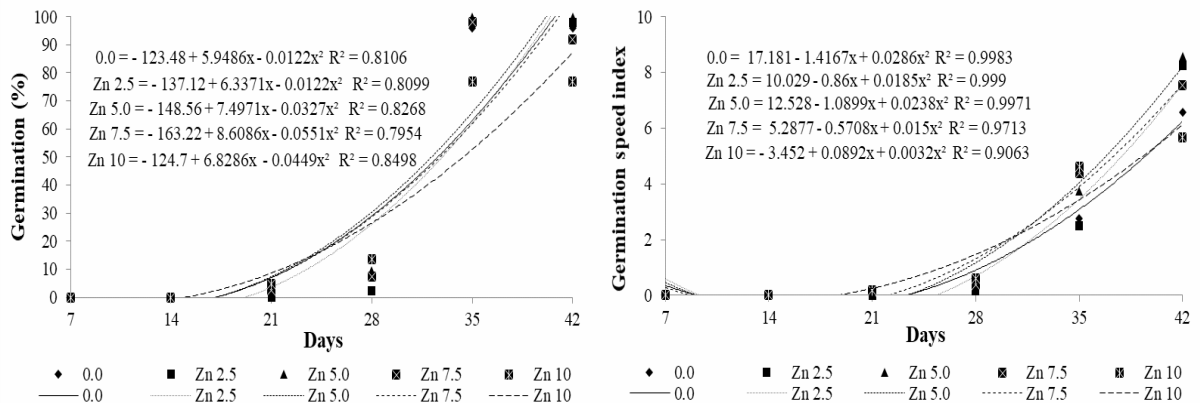 Germination (%)
100
90
80
70
60
50
40
30
20
10
0
0.0 = - 123.48 + 5.9486x - 0.0122x² R² = 0.8106
Zn 2.5 = - 137.12 + 6.3371x - 0.0122x² R² = 0.8099
Zn 5.0 = - 148.56 + 7.4971x - 0.0327x² R² = 0.8268
Zn 7.5 = - 163.22 + 8.6086x - 0.0551x² R² = 0.7954
Zn 10 = - 124.7 + 6.8286x - 0.0449x² R² = 0.8498
7 14 21 28 35 42
Days
0.0 Zn 2.5 Zn 5.0 Zn 7.5 Zn 10
0.0 Zn 2.5 Zn 5.0 Zn 7.5 Zn 10
Germination speed index
10
8
6
4
2
0
0.0 = 17.181 - 1.4167x + 0.0286x² R² = 0.9983
Zn 2.5 = 10.029 - 0.86x + 0.0185x² R² = 0.999
Zn 5.0 = 12.528 - 1.0899x + 0.0238x² R² = 0.9971
Zn 7.5 = 5.2877 - 0.5708x + 0.015x² R² = 0.9713
Zn 10 = - 3.452 + 0.0892x + 0.0032x² R² = 0.9063
7 14 21 28 35 42
Days
0.0 Zn 2.5 Zn 5.0 Zn 7.5 Zn 10
0.0 Zn 2.5 Zn 5.0 Zn 7.5 Zn 10